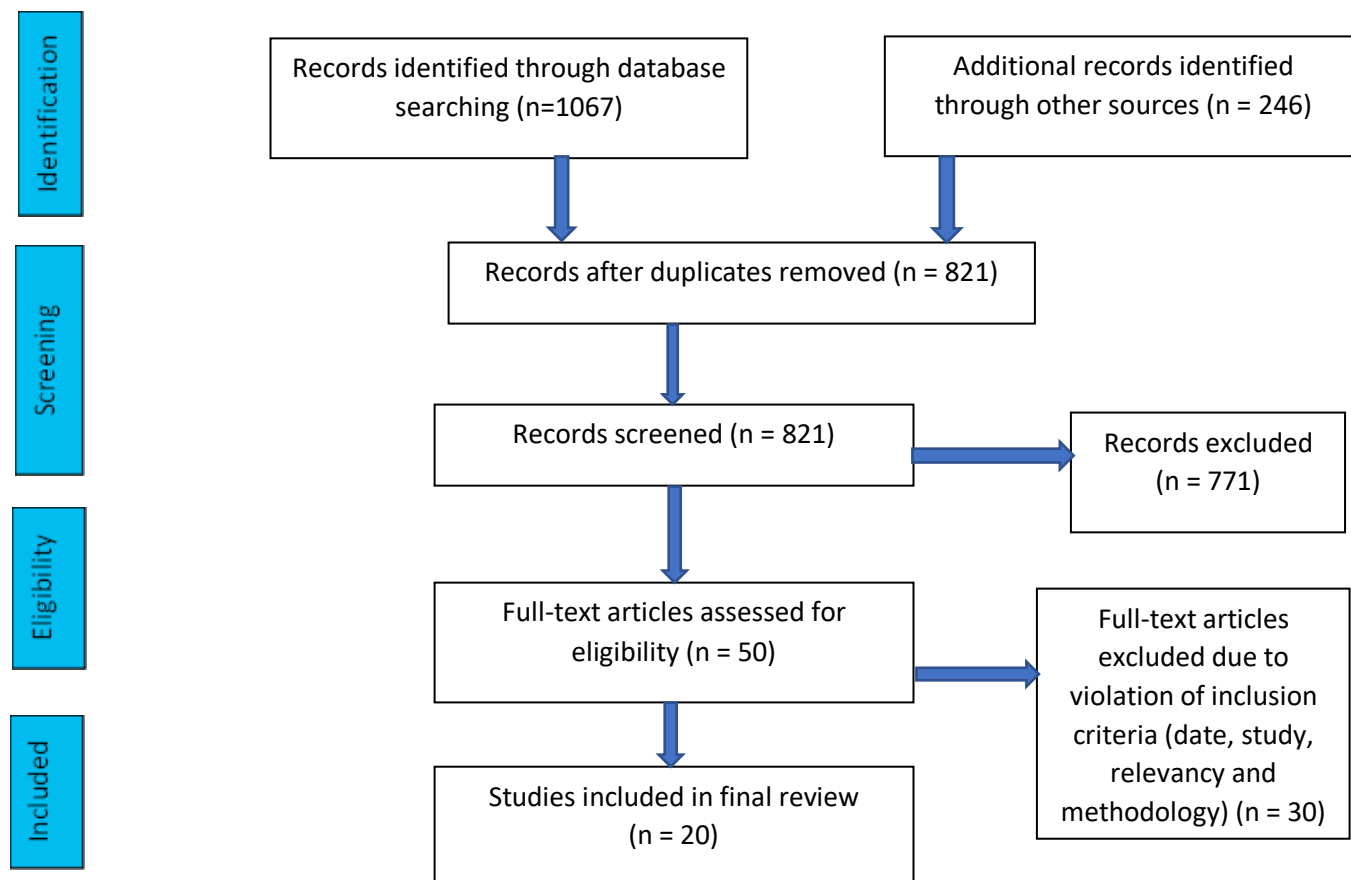 Identification
Records identified through database
searching (n=1067)
Additional records identified
through other sources (n = 246)
Screening
Records after duplicates removed (n = 821)
Records screened (n = 821)
Records excluded
(n = 771)
Eligibility
Full-text articles assessed for
eligibility (n = 50)
Full-text articles
excluded due to
violation of inclusion
criteria (date, study,
relevancy and
methodology) (n = 30)
Included
Studies included in final review
(n = 20)